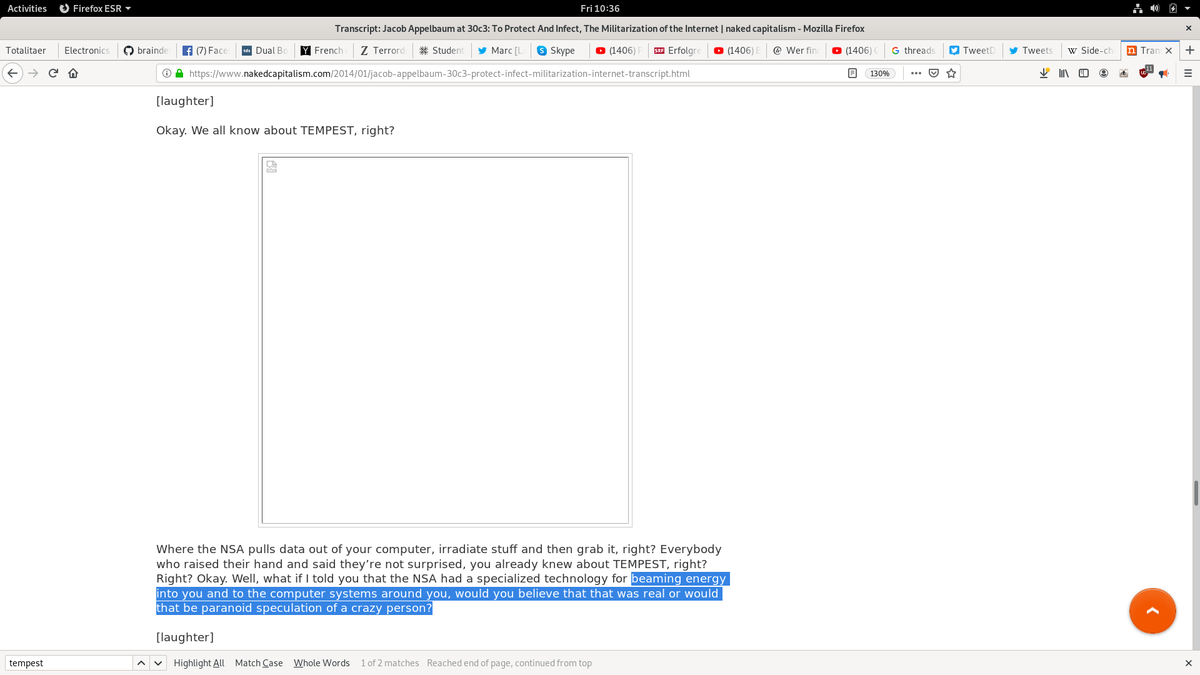 Activities Firefox ESR Fri 10:36
Transcript: Jacob Appelbaum at 30c3: To Protect And Infect, The Militarization of the Internet | naked capitalism - Mozilla Firefox
Totalitaer Electronics brainde (7) Face Dual Bo French Terrord Student Marc [L Skype (1406) Erfolgre (1406) E Wer fin (1406) threads TweetD Tweets Side-ch Tran
https://www.nakedcapitalism.com/2014/01/jacob-appelbaum-30c3-protect-infect-militarization-internet-transcript.html 130% 11
[laughter]
Okay. We all know about TEMPEST, right?
Where the NSA pulls data out of your computer, irradiate stuff and then grab it, right? Everybody
who raised their hand and said they’re not surprised, you already knew about TEMPEST, right?
Right? Okay. Well, what if I told you that the NSA had a specialized technology for beaming energy
into you and to the computer systems around you, would you believe that that was real or would
that be paranoid speculation of a crazy person?
[laughter]
tempest Highlight All Match Case Whole Words 1 of 2 matches Reached end of page, continued from top